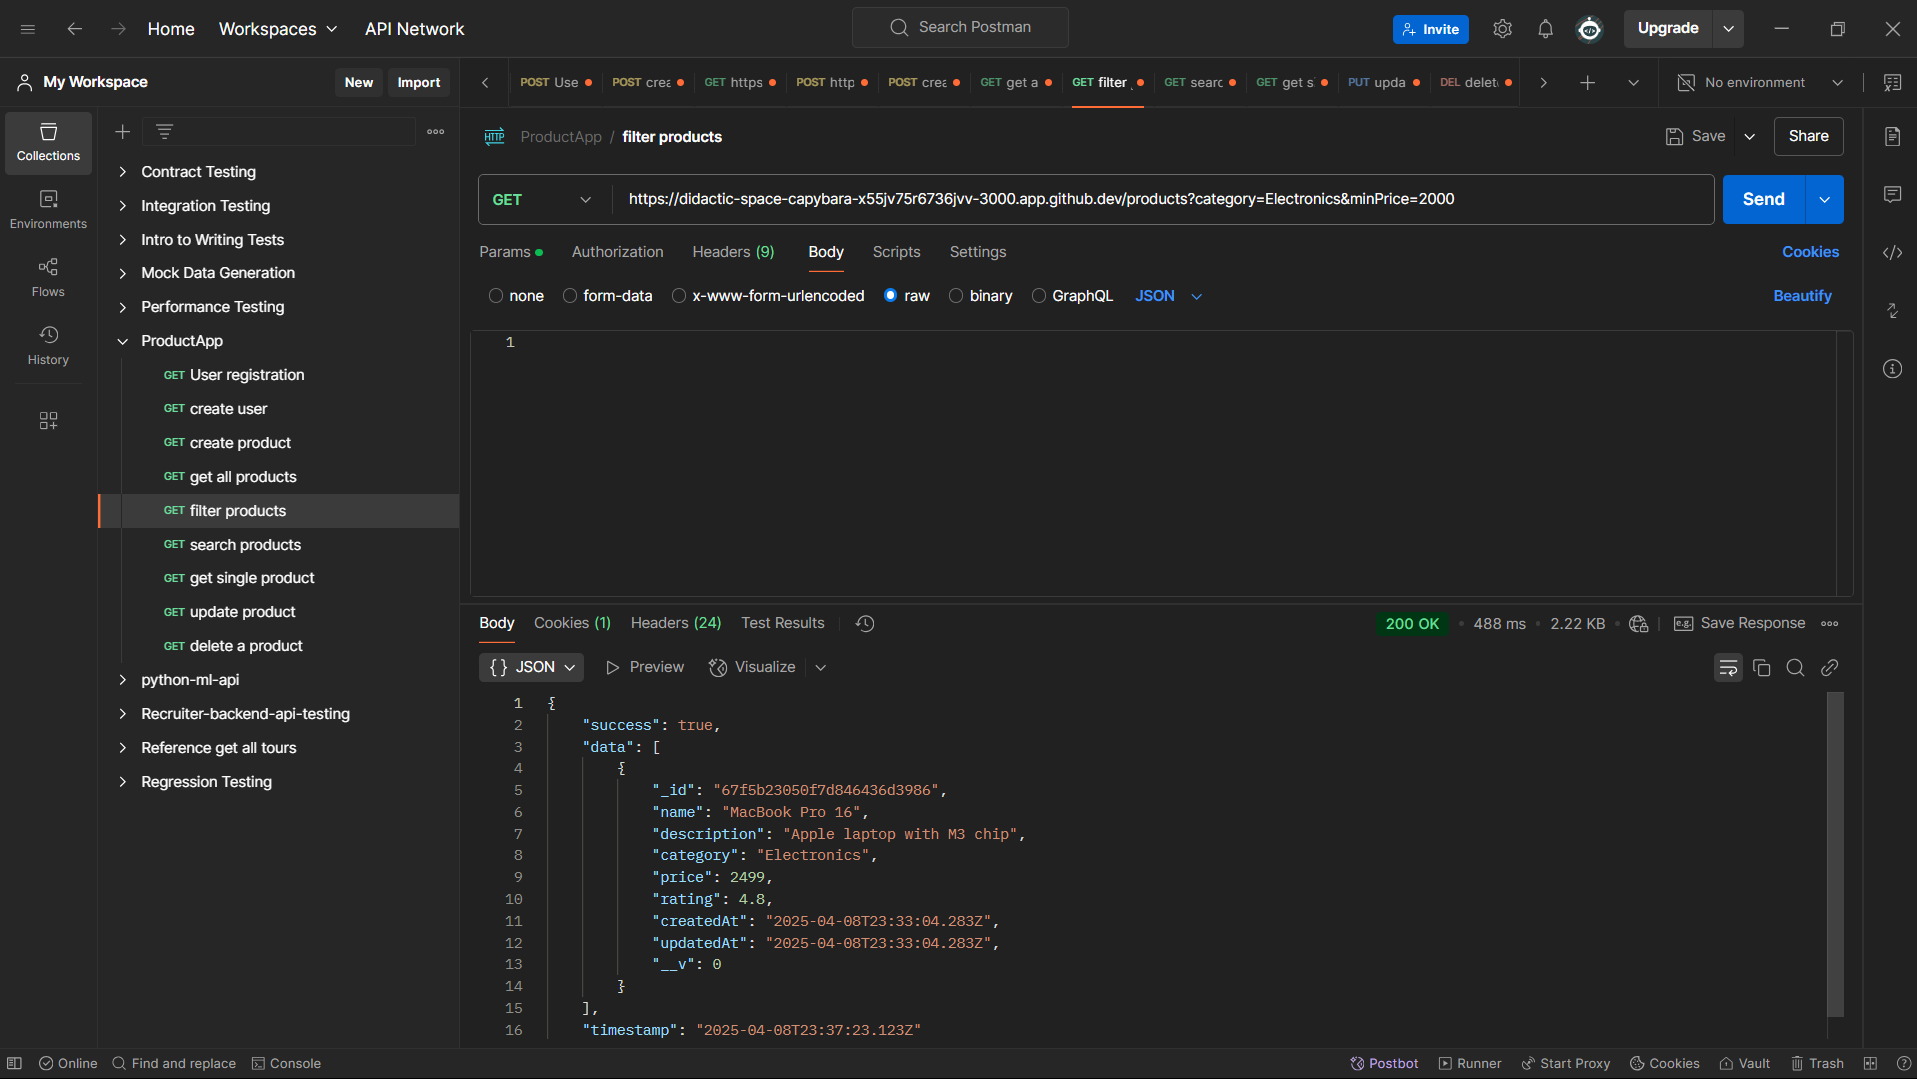 Home Workspaces API Network Search Postman Invite Upgrade
My Workspace New Import POST Use POST crea GET https POST http POST crea GET get a GET filter GET searc GET get s PUT upda DEL delet No environment
Collections
Environments
Flows
History
Contract Testing
Integration Testing
Intro to Writing Tests
Mock Data Generation
Performance Testing
ProductApp
GET User registration
GET create user
GET create product
GET get all products
GET filter products
GET search products
GET get single product
GET update product
GET delete a product
python-ml-api
Recruiter-backend-api-testing
Reference get all tours
Regression Testing
HTTP ProductApp / filter products Save Share
GET https://didactic-space-capybara-x55jv75r6736jvv-3000.app.github.dev/products?category=Electronics&minPrice=2000 Send
Params Authorization Headers (9) Body Scripts Settings Cookies
none form-data x-www-form-urlencoded raw binary GraphQL JSON Beautify
1
Body Cookies (1) Headers (24) Test Results 200 OK • 488 ms • 2.22 KB • e.g. Save Response
{} JSON Preview Visualize
1 {
2 "success": true,
3 "data": [
4 {
5 "_id": "67f5b23050f7d846436d3986",
6 "name": "MacBook Pro 16",
7 "description": "Apple laptop with M3 chip",
8 "category": "Electronics",
9 "price": 2499,
10 "rating": 4.8,
11 "createdAt": "2025-04-08T23:33:04.283Z",
12 "updatedAt": "2025-04-08T23:33:04.283Z",
13 "__v": 0
14 }
15 ],
16 "timestamp": "2025-04-08T23:37:23.123Z"
Online Find and replace Console Postbot Runner Start Proxy Cookies Vault Trash